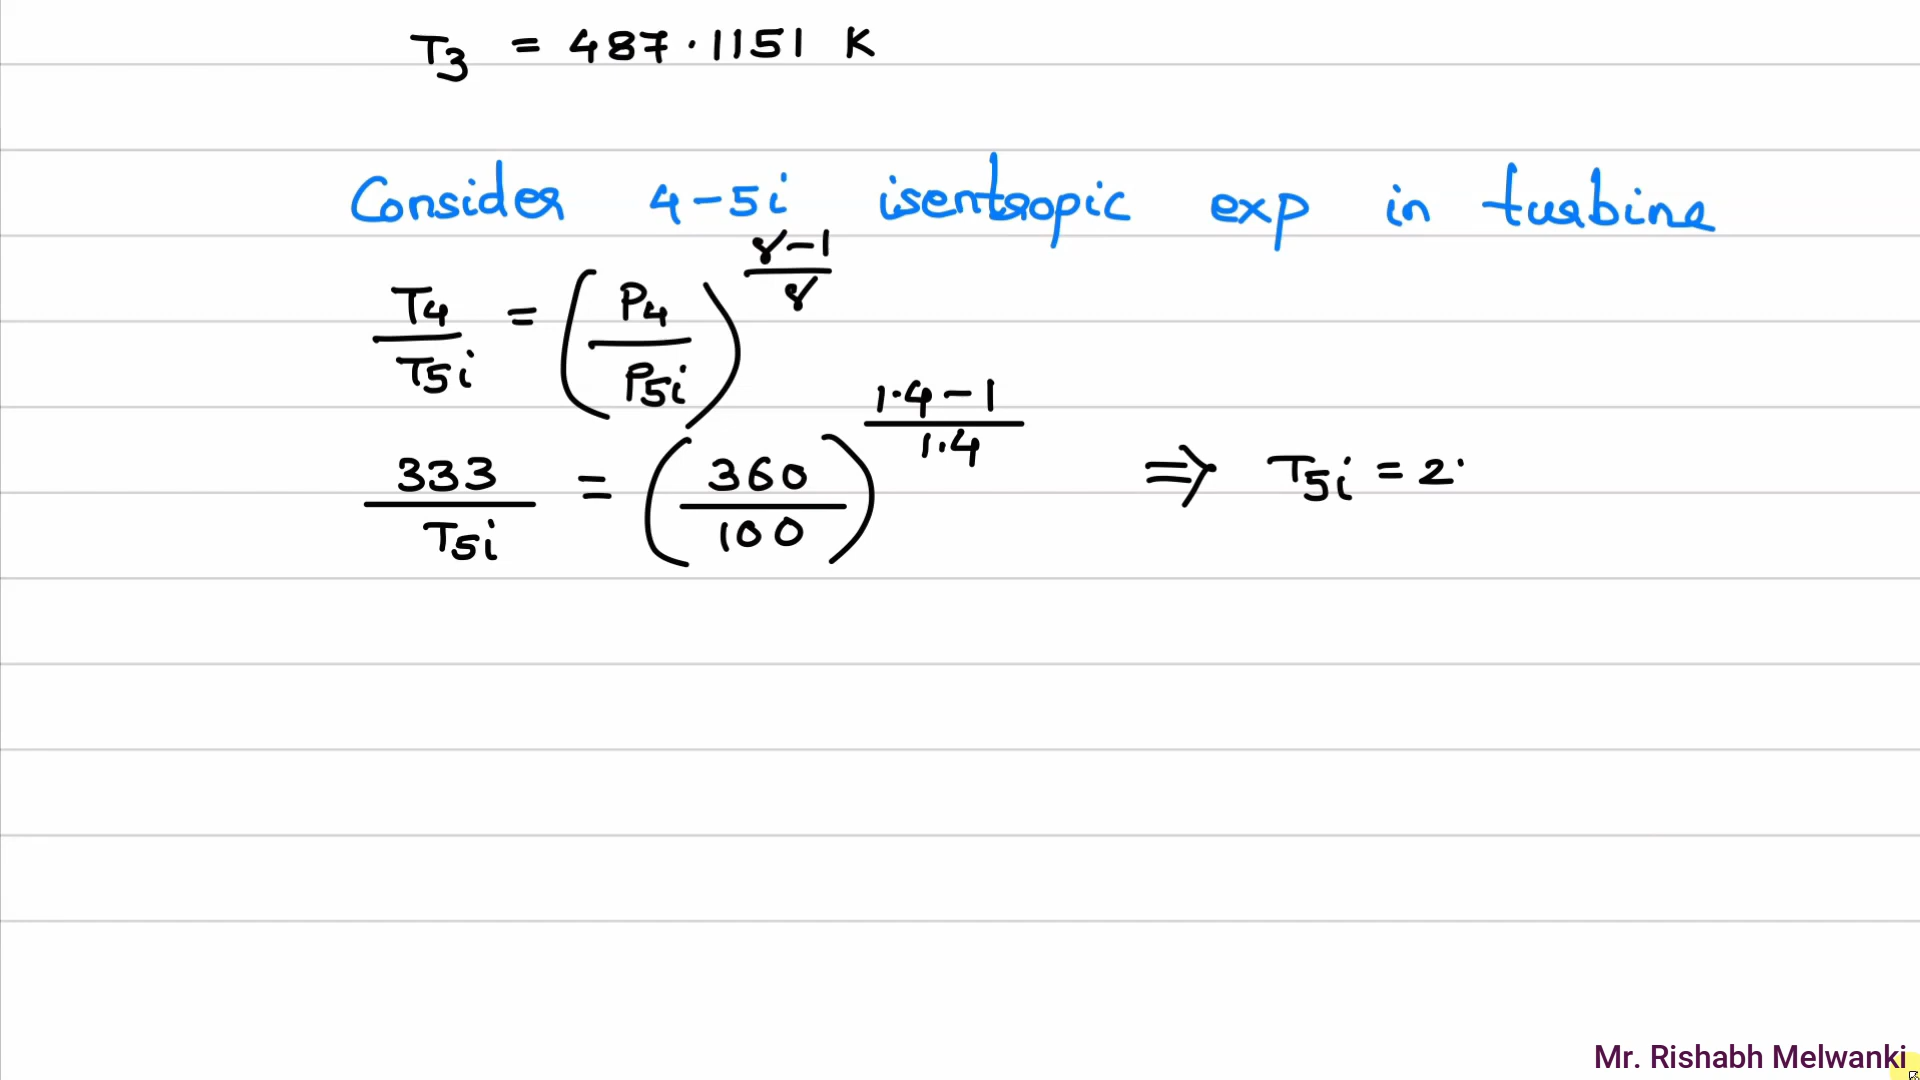 T3 = 487.1151 K
Consider 4-5i isentropic exp in turbine
T4/T5i = (P4/P5i)^(γ-1)/γ
333/T5i = (360/100)^(1.4-1)/1.4 ⇒ T5i = 2
Mr. Rishabh Melwanki